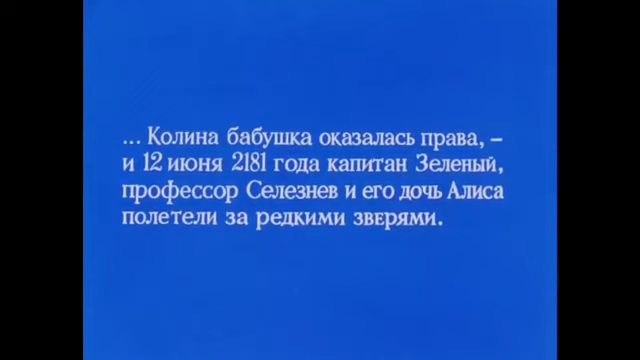 ... Колина бабушка оказалась права, –
и 12 июня 2181 года капитан Зеленый,
профессор Селезнев и его дочь Алиса
полетели за редкими зверями.